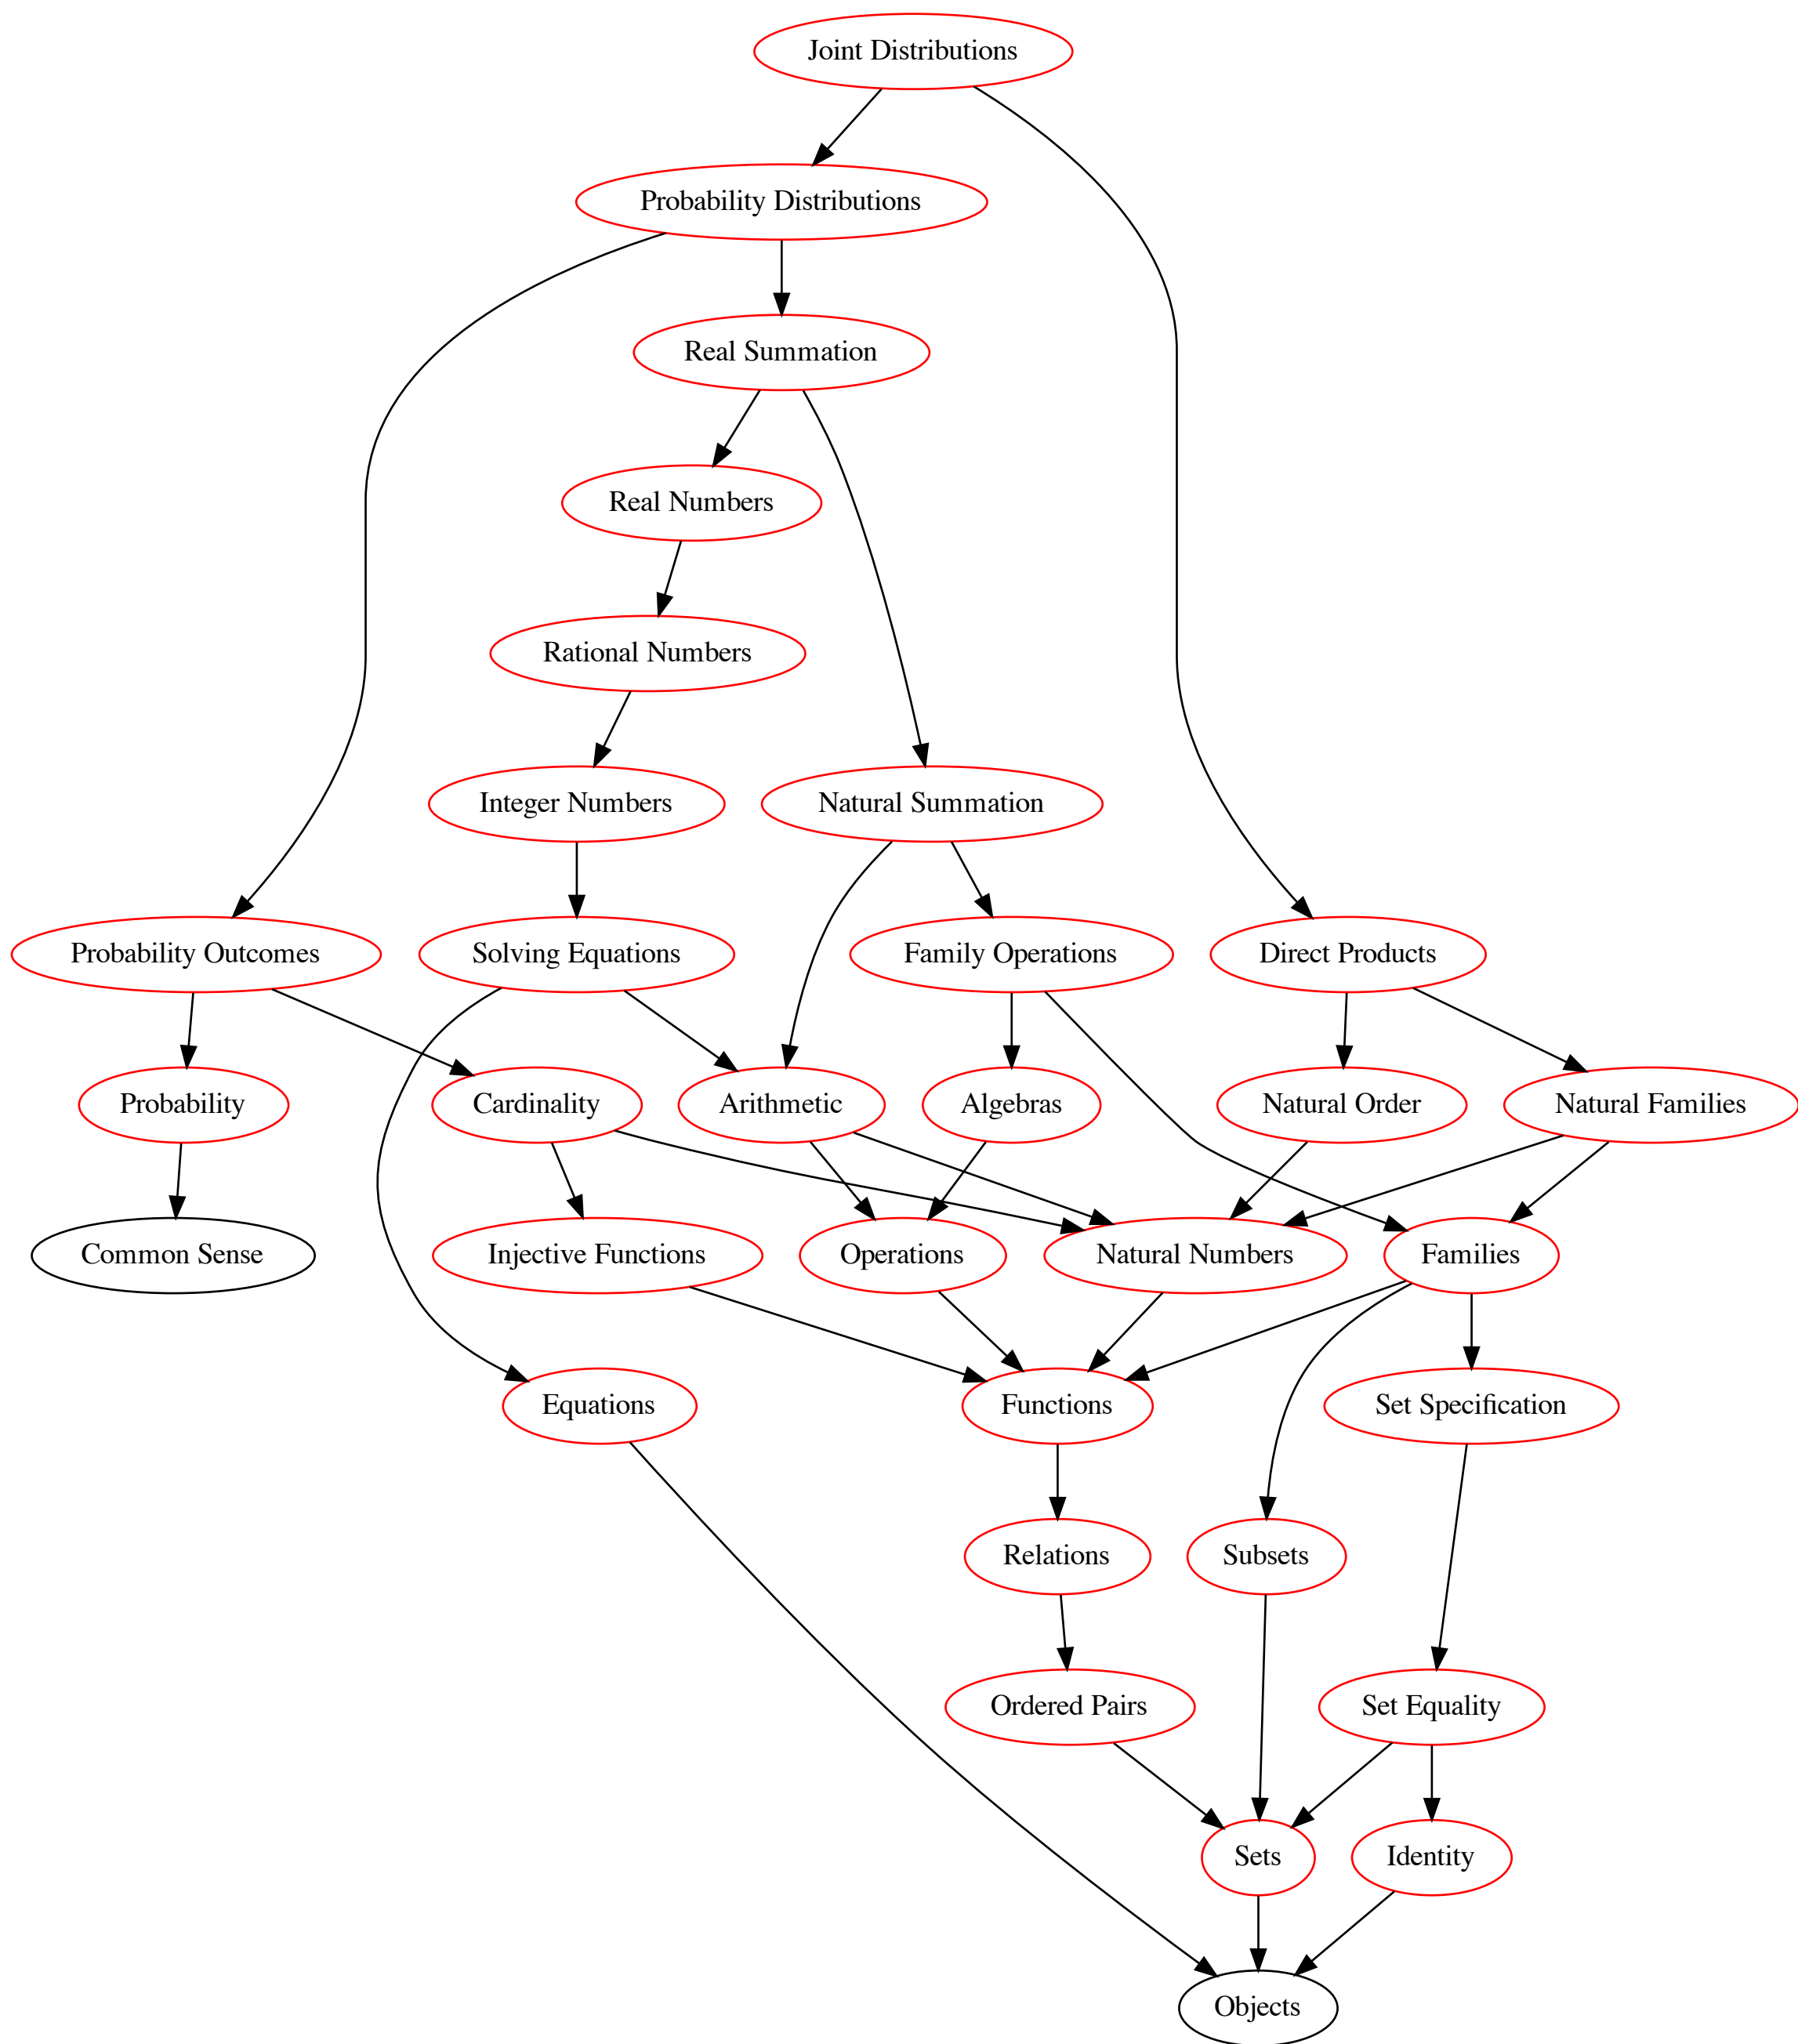 Joint Distributions
Probability Distributions
Real Summation
Real Numbers
Rational Numbers
Integer Numbers
Natural Summation
Probability Outcomes
Solving Equations
Family Operations
Direct Products
Probability
Cardinality
Arithmetic
Algebras
Natural Order
Natural Families
Common Sense
Injective Functions
Operations
Natural Numbers
Families
Equations
Functions
Set Specification
Relations
Subsets
Ordered Pairs
Set Equality
Sets
Identity
Objects